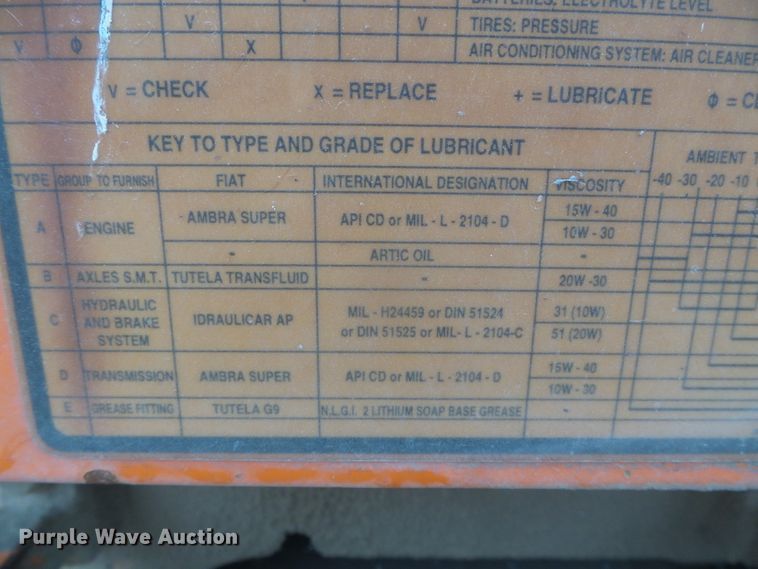 BATTERIES: ELECTROLYTE LEVEL
V V TIRES: PRESSURE
V Φ X AIR CONDITIONING SYSTEM: AIR CLEANER
V = CHECK X = REPLACE + = LUBRICATE Φ = CL
KEY TO TYPE AND GRADE OF LUBRICANT
AMBIENT T
TYPE GROUP TO FURNISH FIAT INTERNATIONAL DESIGNATION VISCOSITY -40 -30 -20 -10
A ENGINE AMBRA SUPER API CD or MIL - L - 2104 - D 15W - 40
10W - 30
- ARTIC OIL -
B AXLES S.M.T. TUTELA TRANSFLUID - 20W -30
C HYDRAULIC AND BRAKE SYSTEM IDRAULICAR AP MIL - H24459 or DIN 51524 31 (10W)
or DIN 51525 or MIL- L - 2104-C 51 (20W)
D TRANSMISSION AMBRA SUPER API CD or MIL - L - 2104 - D 15W - 40
10W - 30
E GREASE FITTING TUTELA G9 N.L.G.I. 2 LITHIUM SOAP BASE GREASE -
Purple Wave Auction